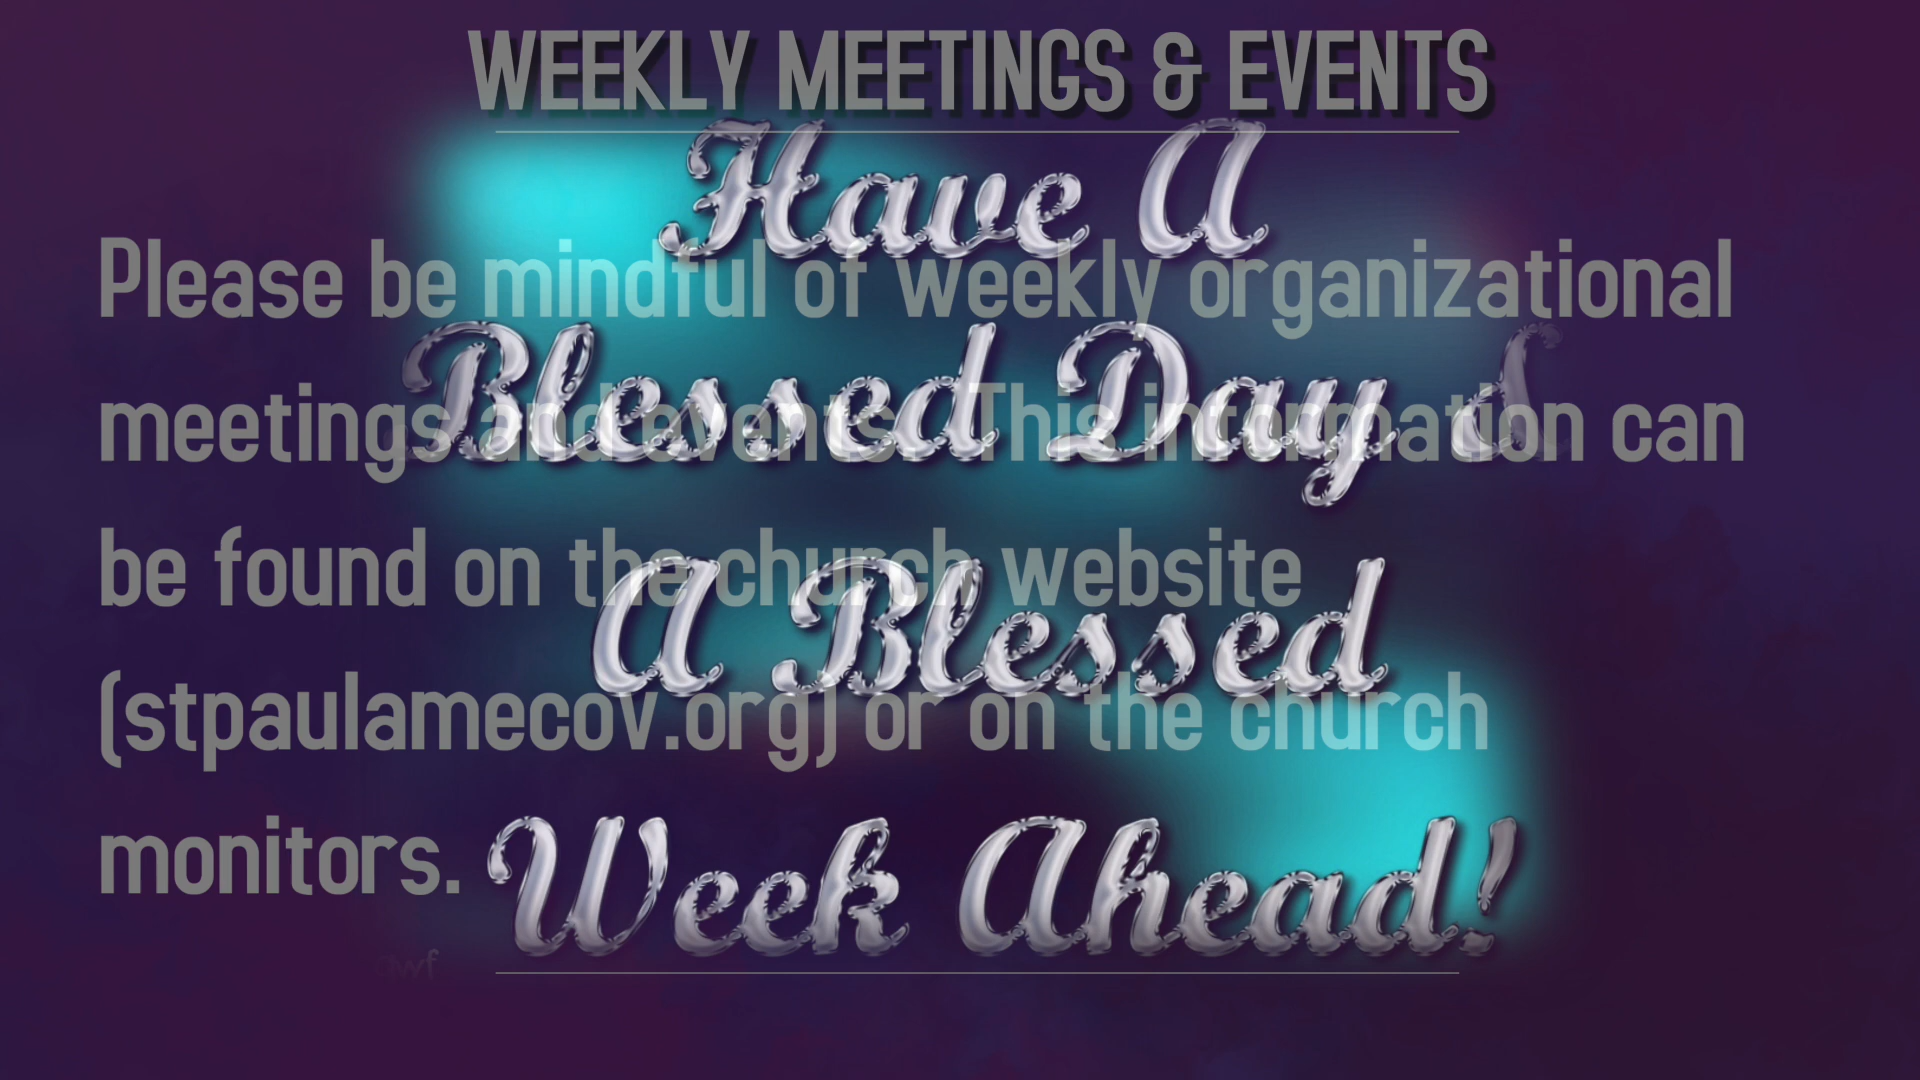 WEEKLY MEETINGS & EVENTS
Please be mindful of weekly organizational
meetings and events. This information can
be found on the church website
(stpaulamecov.org) or on the church
monitors.
Have A
Blessed Day &
A Blessed
Week Ahead!